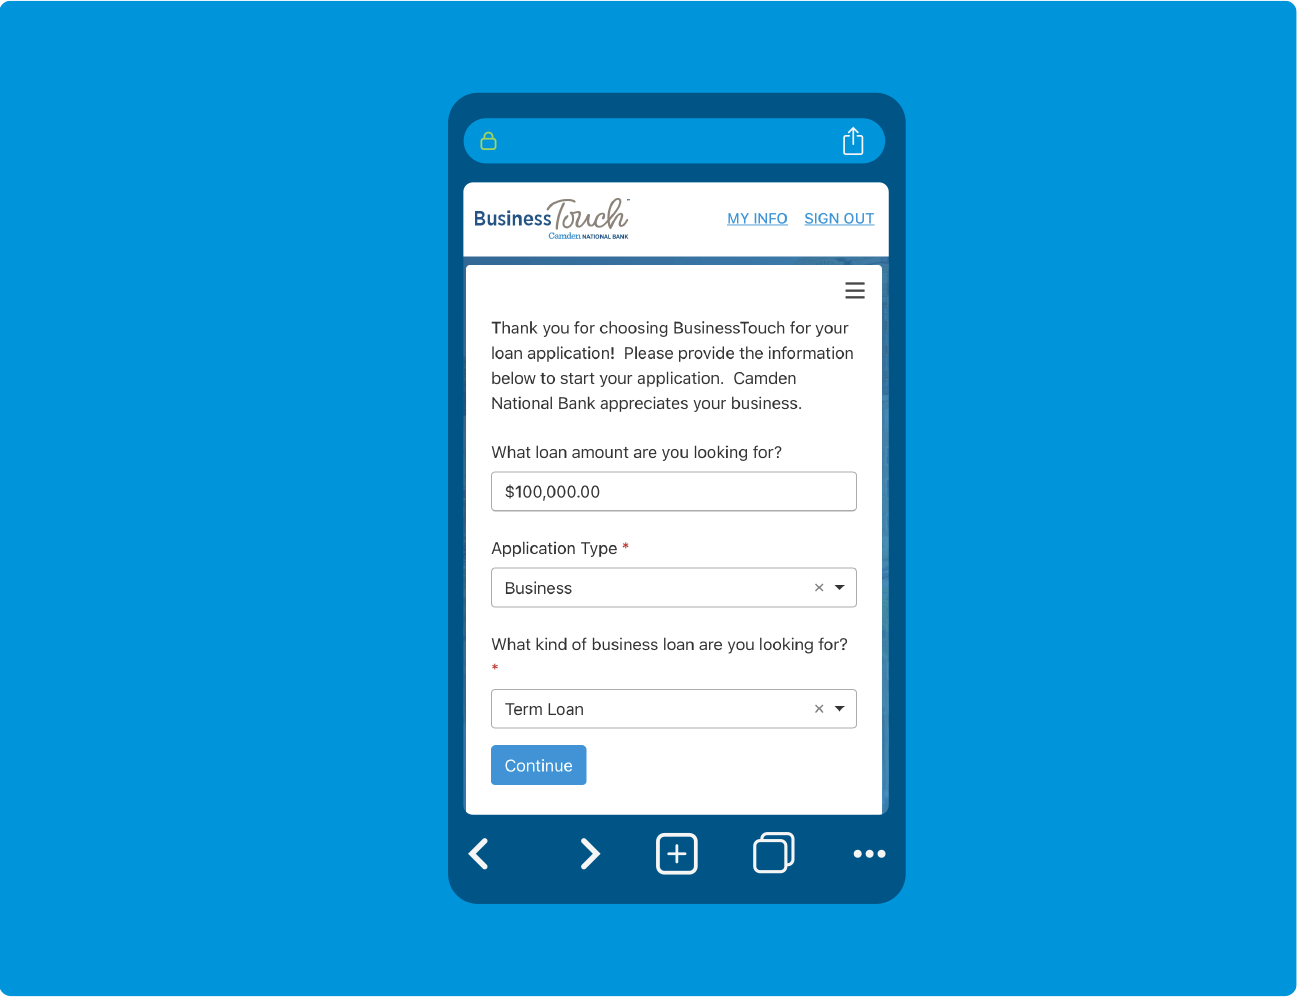 BusinessTouch™
Camden NATIONAL BANK
MY INFO SIGN OUT
Thank you for choosing BusinessTouch for your
loan application! Please provide the information
below to start your application. Camden
National Bank appreciates your business.
What loan amount are you looking for?
$100,000.00
Application Type *
Business
What kind of business loan are you looking for?
*
Term Loan
Continue